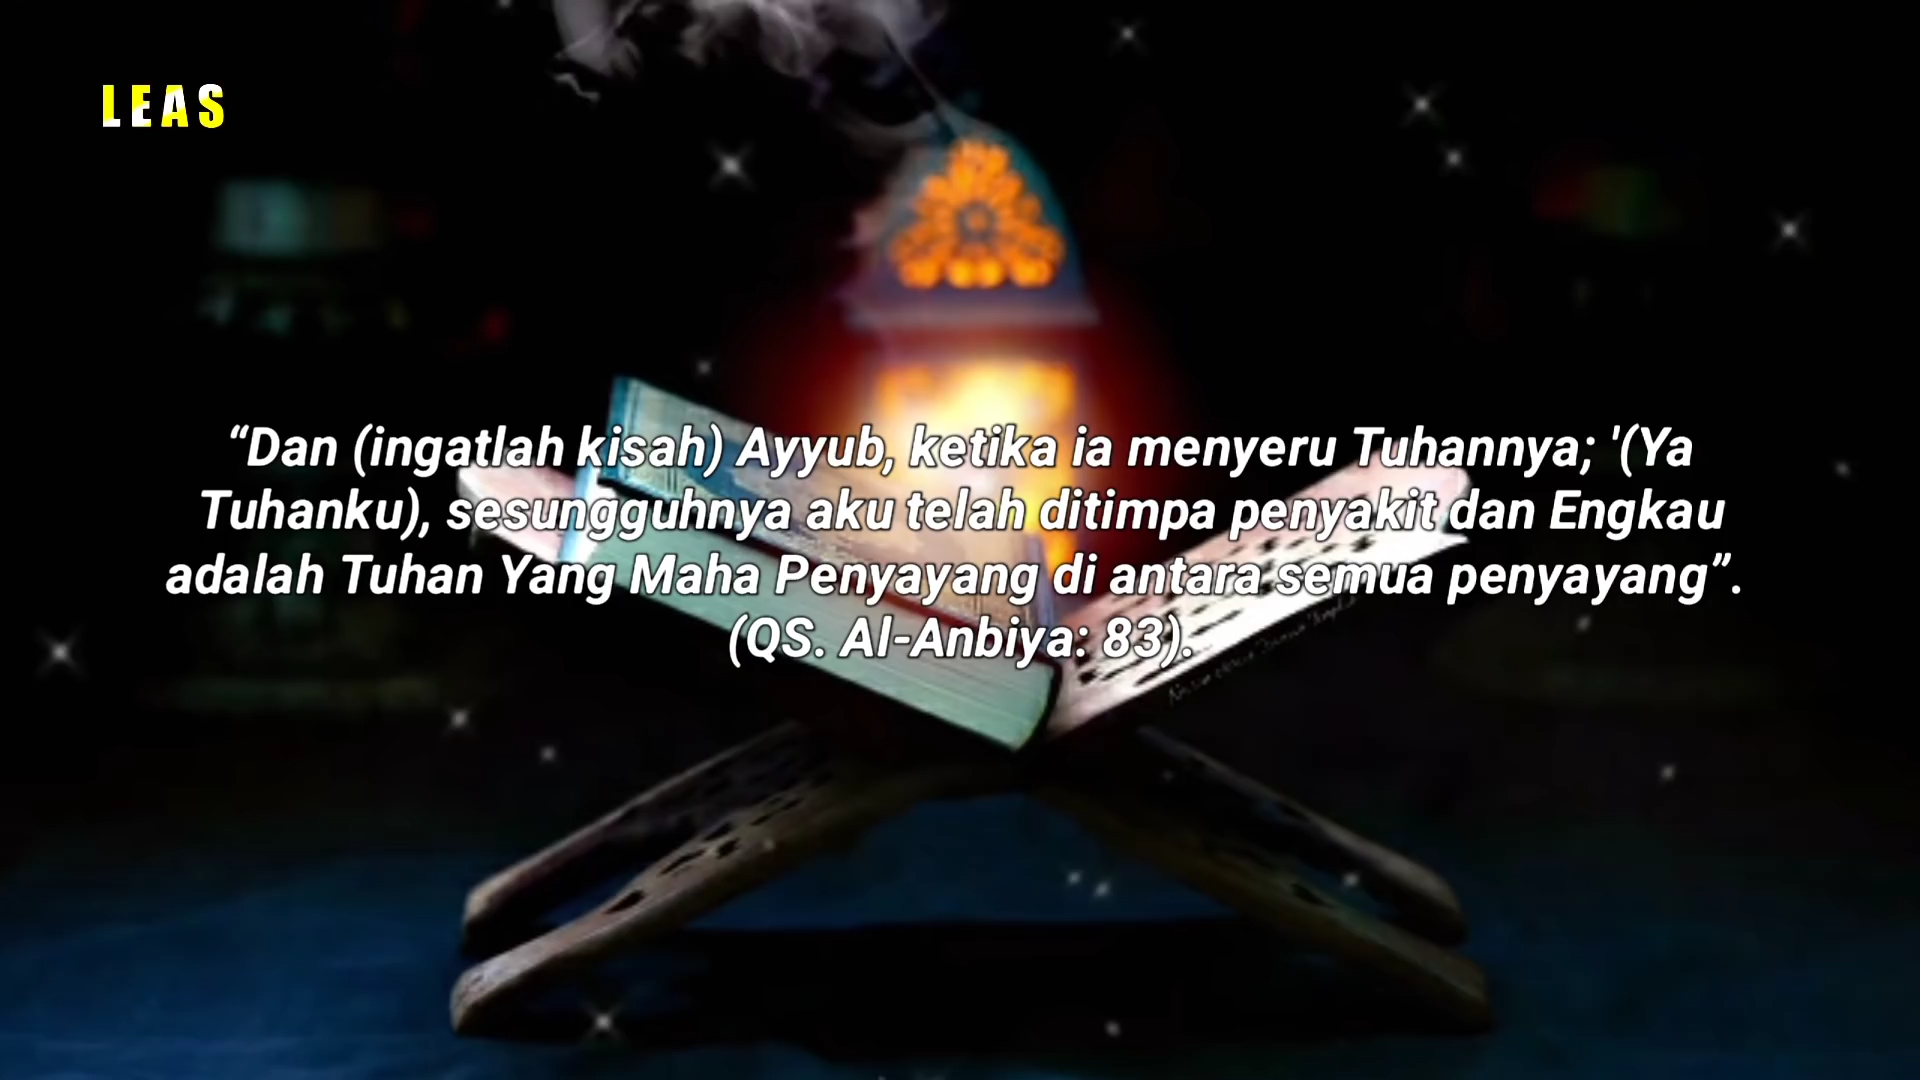 LEAS
“Dan (ingatlah kisah) Ayyub, ketika ia menyeru Tuhannya; '(Ya
Tuhanku), sesungguhnya aku telah ditimpa penyakit dan Engkau
adalah Tuhan Yang Maha Penyayang di antara semua penyayang”.
(QS. Al-Anbiya: 83).